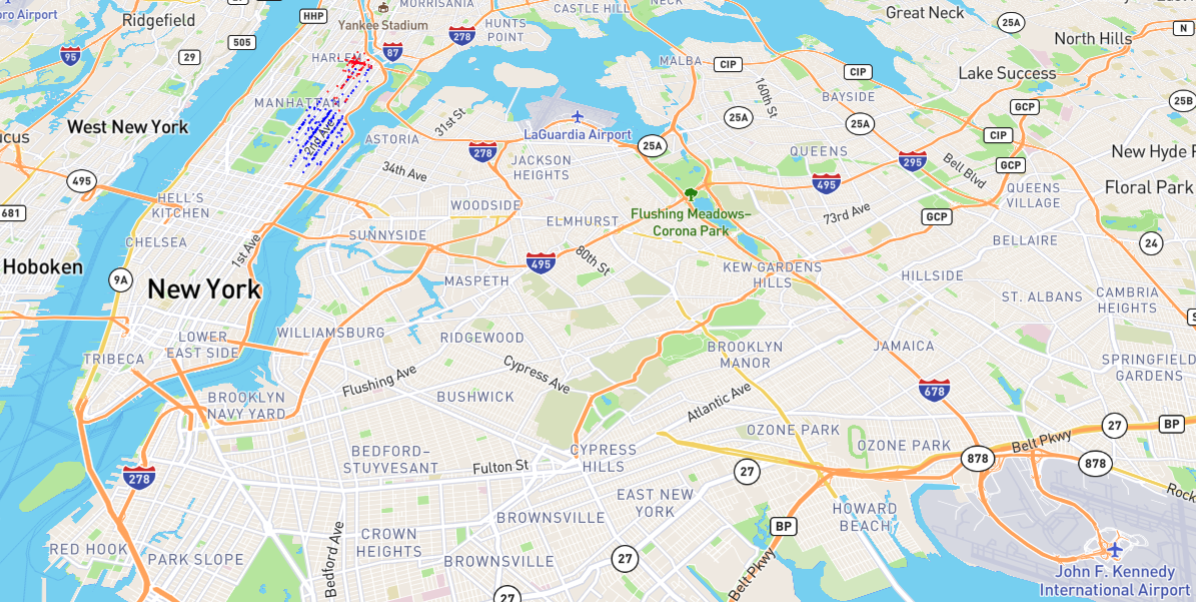 Ridgefield
HHP
Yankee Stadium
MORRISANIA
HUNTS
POINT
CASTLE HILL
NECK
Great Neck
25A
N
ro Airport
95
29
505
HARLEM
87
278
MALBA
CIP
CIP
North Hills
Lake Success
BAYSIDE
GCP
25B
cus
West New York
MANHATTAN
2nd Ave
ASTORIA
31st St
LaGuardia Airport
160th St
25A
25A
25A
CIP
New Hyde P
495
34th Ave
278
JACKSON
HEIGHTS
QUEENS
295
Bell Blvd
GCP
495
QUEENS
VILLAGE
Floral Park
681
HELL'S
KITCHEN
WOODSIDE
ELMHURST
Flushing Meadows–
Corona Park
73rd Ave
GCP
CHELSEA
1st Ave
SUNNYSIDE
BELLAIRE
24
Hoboken
9A
New York
495
80th St
MASPETH
KEW GARDENS
HILLS
HILLSIDE
ST. ALBANS
CAMBRIA
HEIGHTS
S
LOWER
EAST SIDE
WILLIAMSBURG
RIDGEWOOD
TRIBECA
BROOKLYN
MANOR
JAMAICA
SPRINGFIELD
GARDENS
Flushing Ave
Cypress Ave
BROOKLYN
NAVY YARD
BUSHWICK
Atlantic Ave
678
OZONE PARK
OZONE PARK
27
BP
Belt Pkwy
BEDFORD–
STUYVESANT
Fulton St
CYPRESS
HILLS
27
878
878
278
EAST NEW
YORK
Rock
BROWNSVILLE
HOWARD
BEACH
BP
RED HOOK
PARK SLOPE
Bedford Ave
CROWN
HEIGHTS
BROWNSVILLE
27
Belt Pkwy
John F. Kennedy
International Airport
27